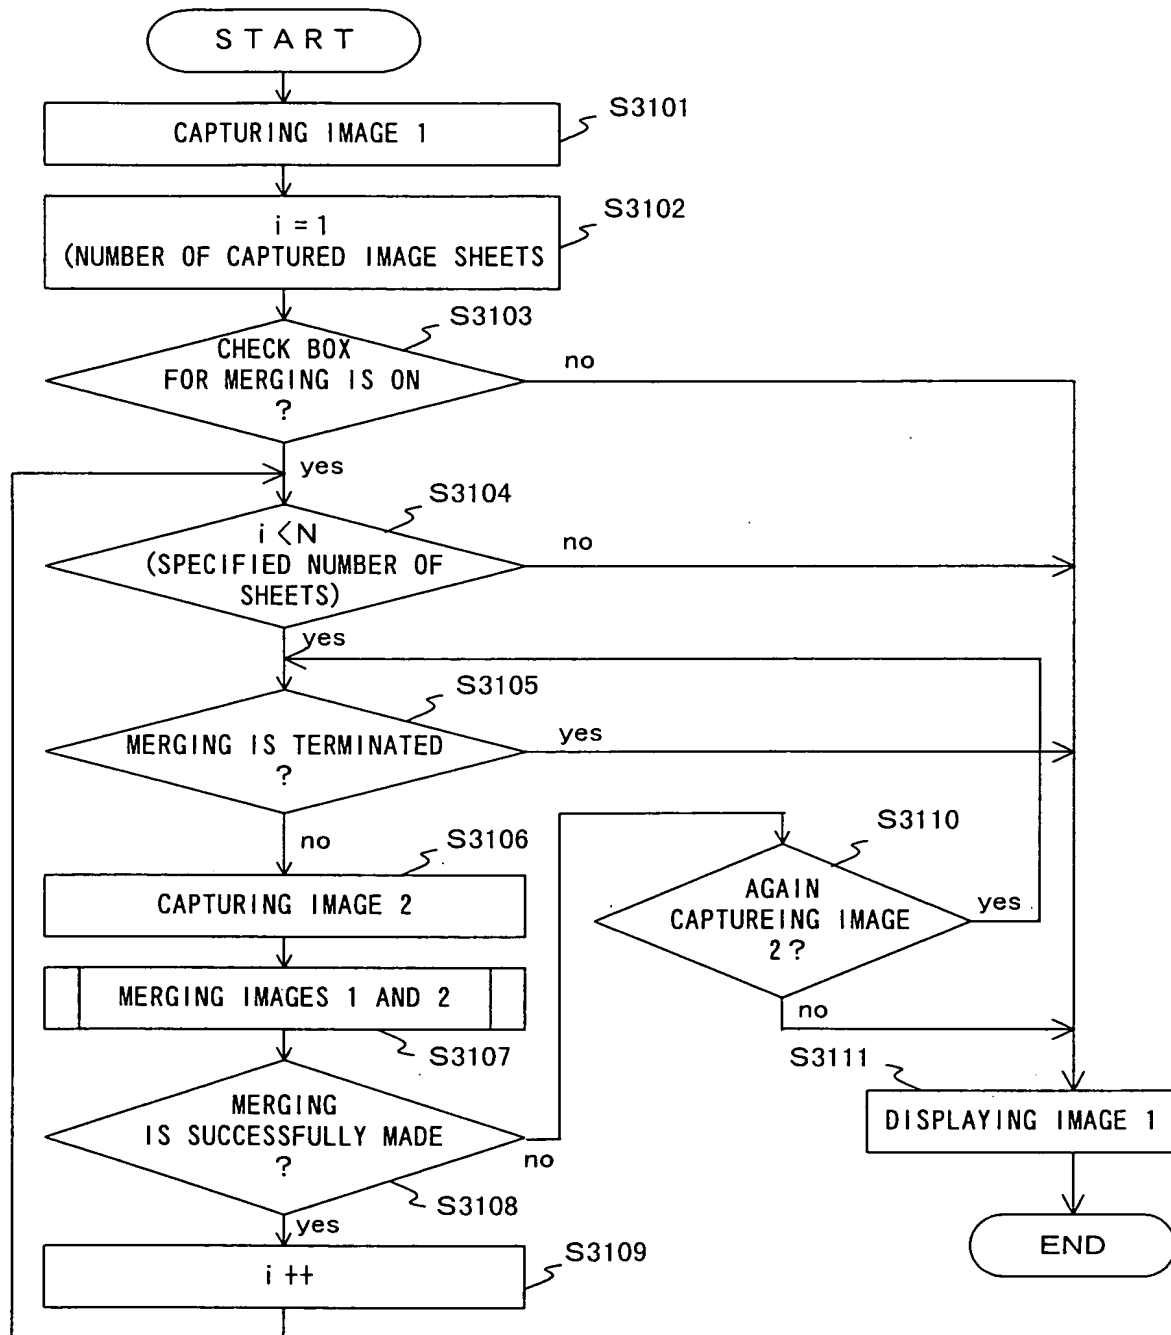 START
S3101
CAPTURING IMAGE 1
S3102
i = 1
(NUMBER OF CAPTURED IMAGE SHEETS
S3103
CHECK BOX
FOR MERGING IS ON
?
no
yes
S3104
i <N
(SPECIFIED NUMBER OF
SHEETS)
no
yes
S3105
MERGING IS TERMINATED
?
yes
no
S3106
CAPTURING IMAGE 2
S3110
AGAIN
CAPTUREING IMAGE
2?
yes
no
MERGING IMAGES 1 AND 2
S3107
MERGING
IS SUCCESSFULLY MADE
?
no
S3108
yes
S3109
i ++
S3111
DISPLAYING IMAGE 1
END